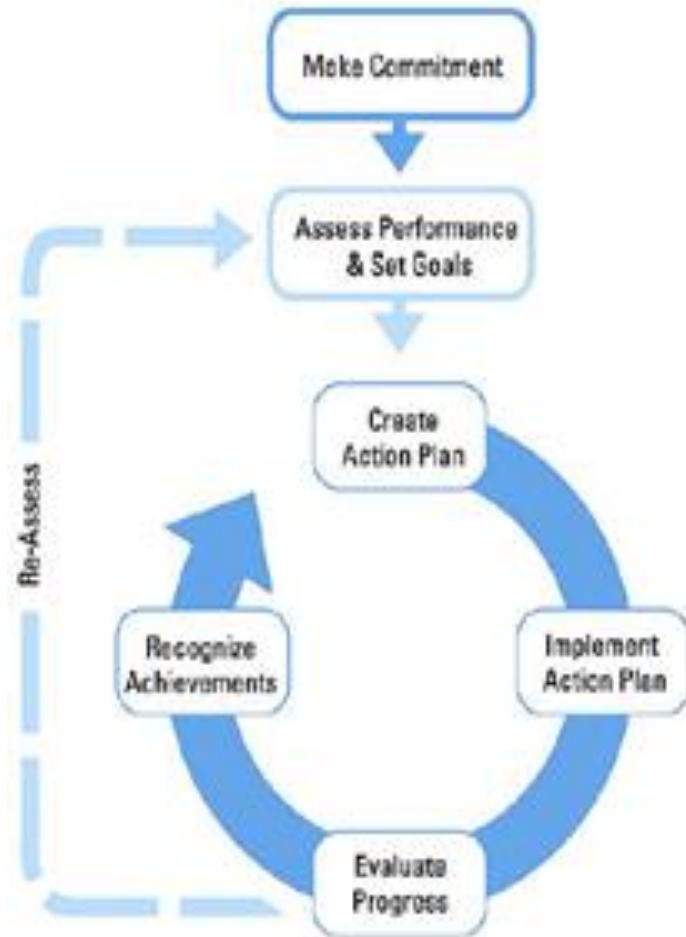 Make Commitment
Assess Performance
& Set Goals
Create
Action Plan
Re-Assess
Recognize
Achievements
Implement
Action Plan
Evaluate
Progress